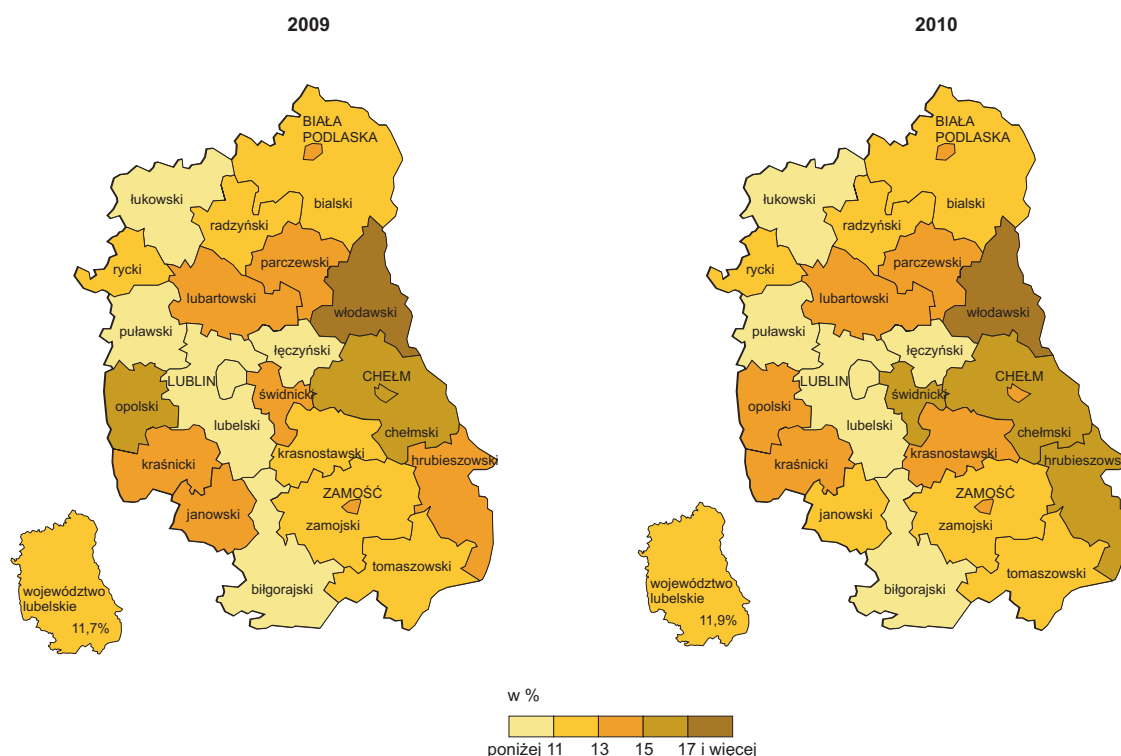 2009
BIAŁA
PODLASKA
łukowski
bialski
radzyński
rycki
parczewski
lubartowski
włodawski
puławski
łęczyński
LUBLIN
CHEŁM
świdnicki
opolski
lubelski
chełmski
krasnostawski
hrubieszowski
kraśnicki
ZAMOŚĆ
janowski
zamojski
tomaszowski
biłgorajski
województwo
lubelskie
11,7%
2010
BIAŁA
PODLASKA
łukowski
bialski
radzyński
rycki
parczewski
lubartowski
włodawski
puławski
łęczyński
LUBLIN
CHEŁM
świdnicki
opolski
lubelski
chełmski
krasnostawski
hrubieszowski
kraśnicki
ZAMOŚĆ
janowski
zamojski
tomaszowski
biłgorajski
województwo
lubelskie
11,9%
w %
poniżej 11 13 15 17 i więcej